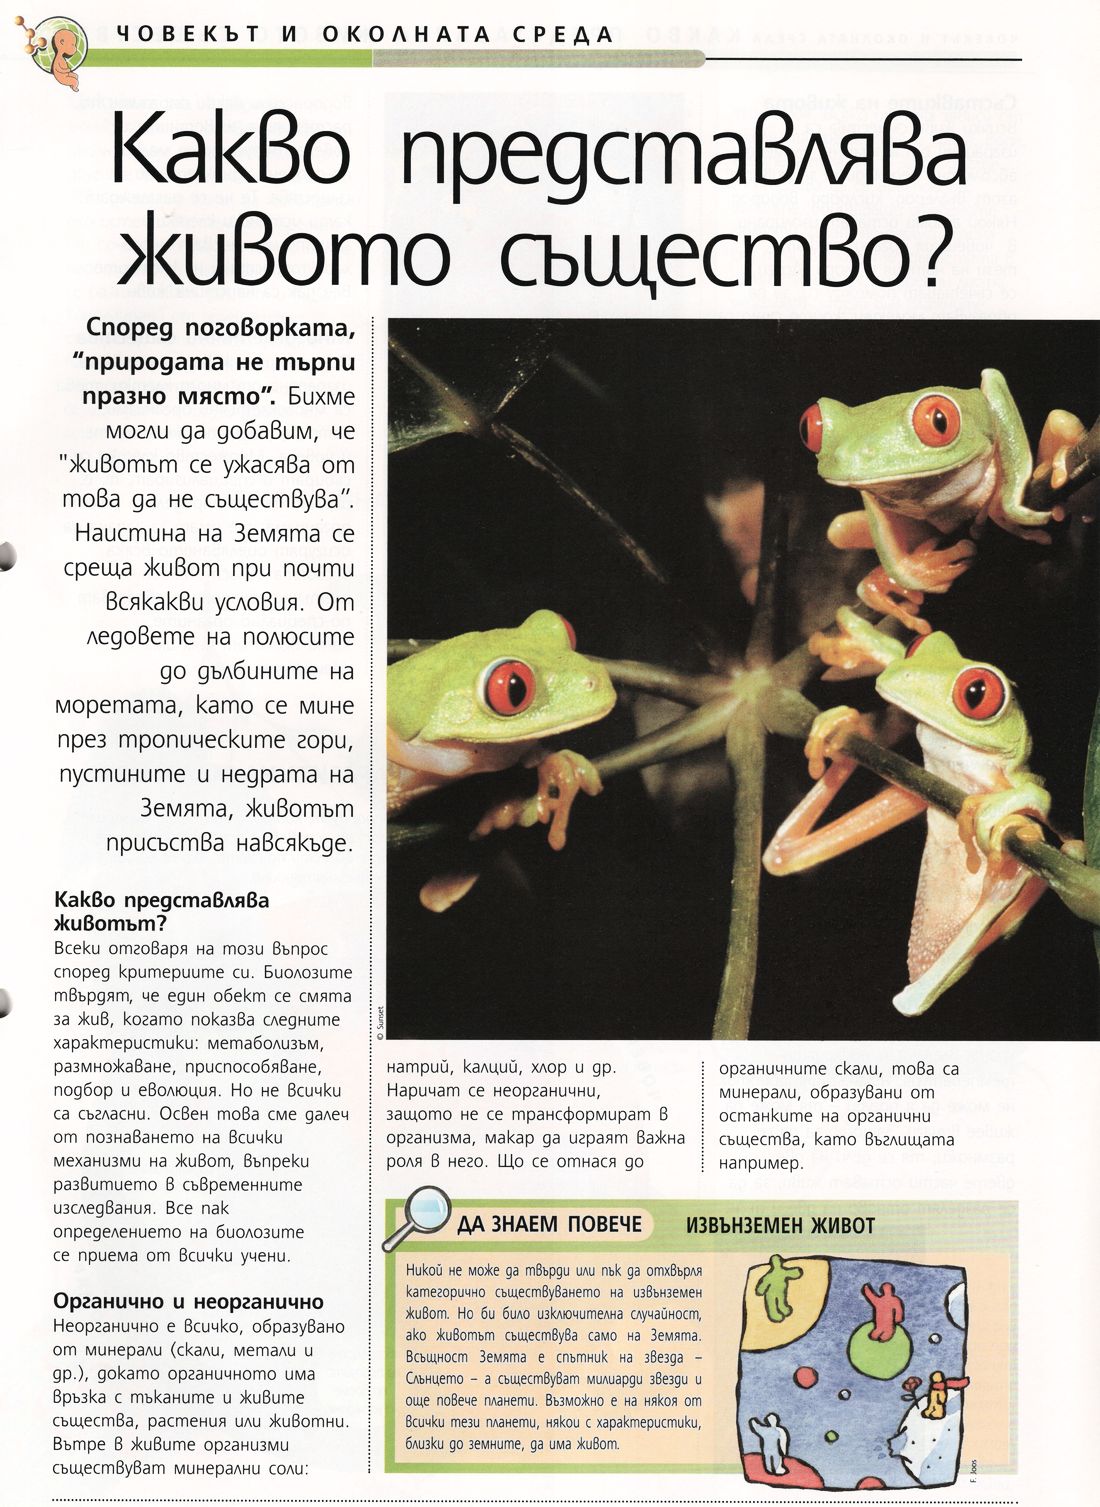 ЧОВЕКЪТ И ОКОЛНАТА СРЕДА
Какво представлява
живото същество?
Според поговорката,
“природата не търпи
празно място”. Бихме
могли да добавим, че
"животът се ужасява от
това да не съществува”.
Наистина на Земята се
среща живот при почти
всякакви условия. От
ледовете на полюсите
до дълбините на
моретата, като се мине
през тропическите гори,
пустините и недрата на
Земята, животът
присъства навсякъде.
Какво представлява
животът?
Всеки отговаря на този въпрос
според критериите си. Биолозите
твърдят, че един обект се смята
за жив, когато показва следните
характеристики: метаболизъм,
размножаване, приспособяване,
подбор и еволюция. Но не всички
са съгласни. Освен това сме далеч
от познаването на всички
механизми на живот, въпреки
развитието в съвременните
изследвания. Все пак
определението на биолозите
се приема от всички учени.
Органично и неорганично
Неорганично е всичко, образувано
от минерали (скали, метали и
др.), докато органичното има
връзка с тъканите и живите
същества, растения или животни.
Вътре в живите организми
съществуват минерални соли:
© Sunset
натрий, калций, хлор и др.
Наричат се неорганични,
защото не се трансформират в
организма, макар да играят важна
роля в него. Що се отнася до
органичните скали, това са
минерали, образувани от
останките на органични
същества, като въглищата
например.
ДА ЗНАЕМ ПОВЕЧЕ
ИЗВЪНЗЕМЕН ЖИВОТ
Никой не може да твърди или пък да отхвърля
категорично съществуването на извънземен
живот. Но би било изключителна случайност,
ако животът съществува само на Земята.
Всъщност Земята е спътник на звезда –
Слънцето – а съществуват милиарди звезди и
още повече планети. Възможно е на някоя от
всички тези планети, някои с характеристики,
близки до земните, да има живот.
F. Joos